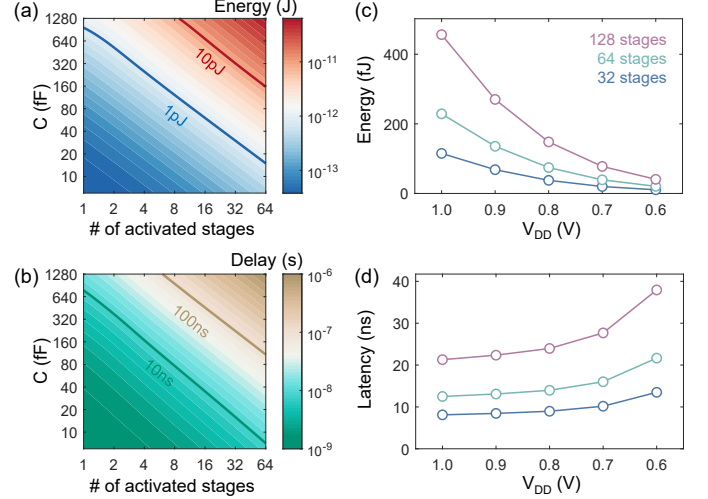 (a)
Energy (J)
1280
640
320
160
80
40
20
10
C (fF)
10pJ
1pJ
1 2 4 8 16 32 64
# of activated stages
10⁻¹¹
10⁻¹²
10⁻¹³
(c)
128 stages
64 stages
32 stages
Energy (fJ)
400
200
0
1.0 0.9 0.8 0.7 0.6
V_DD (V)
(b)
Delay (s)
1280
640
320
160
80
40
20
10
C (fF)
100ns
10ns
1 2 4 8 16 32 64
# of activated stages
10⁻⁶
10⁻⁷
10⁻⁸
10⁻⁹
(d)
Latency (ns)
40
30
20
10
0
1.0 0.9 0.8 0.7 0.6
V_DD (V)